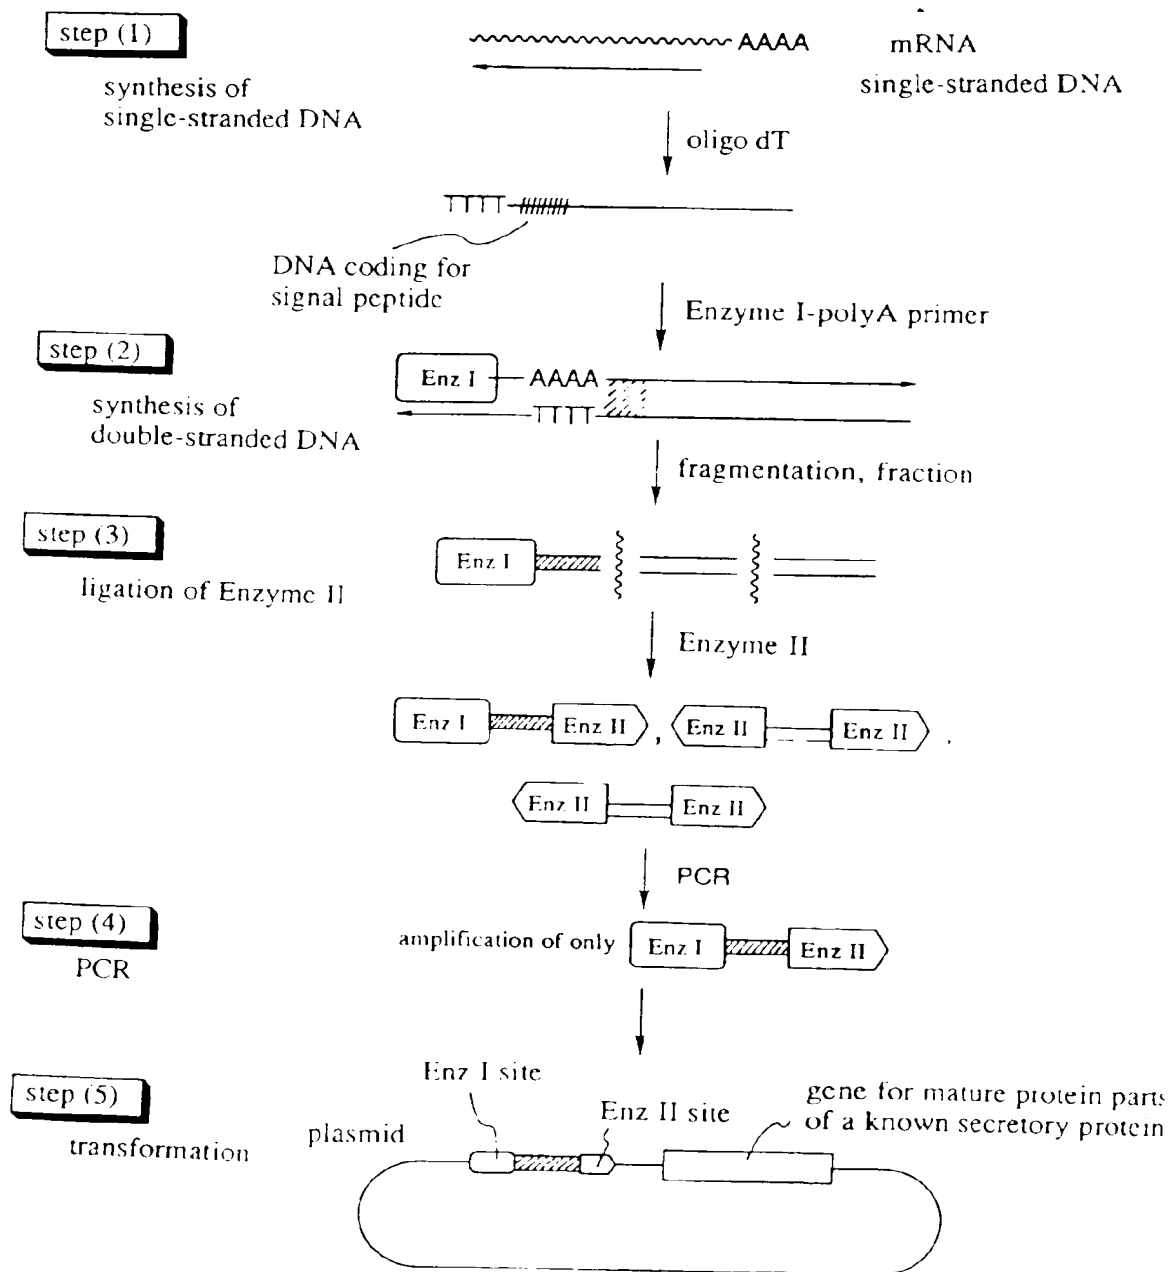 step (1)
AAAA
mRNA
synthesis of
single-stranded DNA
single-stranded DNA
oligo dT
TTTT
DNA coding for
signal peptide
Enzyme I-polyA primer
step (2)
Enz I
AAAA
synthesis of
double-stranded DNA
TTTT
fragmentation, fraction
step (3)
Enz I
ligation of Enzyme II
Enzyme II
Enz I
Enz II
,
Enz II
Enz II
.
Enz II
Enz II
PCR
step (4)
PCR
amplification of only
Enz I
Enz II
step (5)
transformation
Enz I site
Enz II site
plasmid
gene for mature protein parts
of a known secretory protein